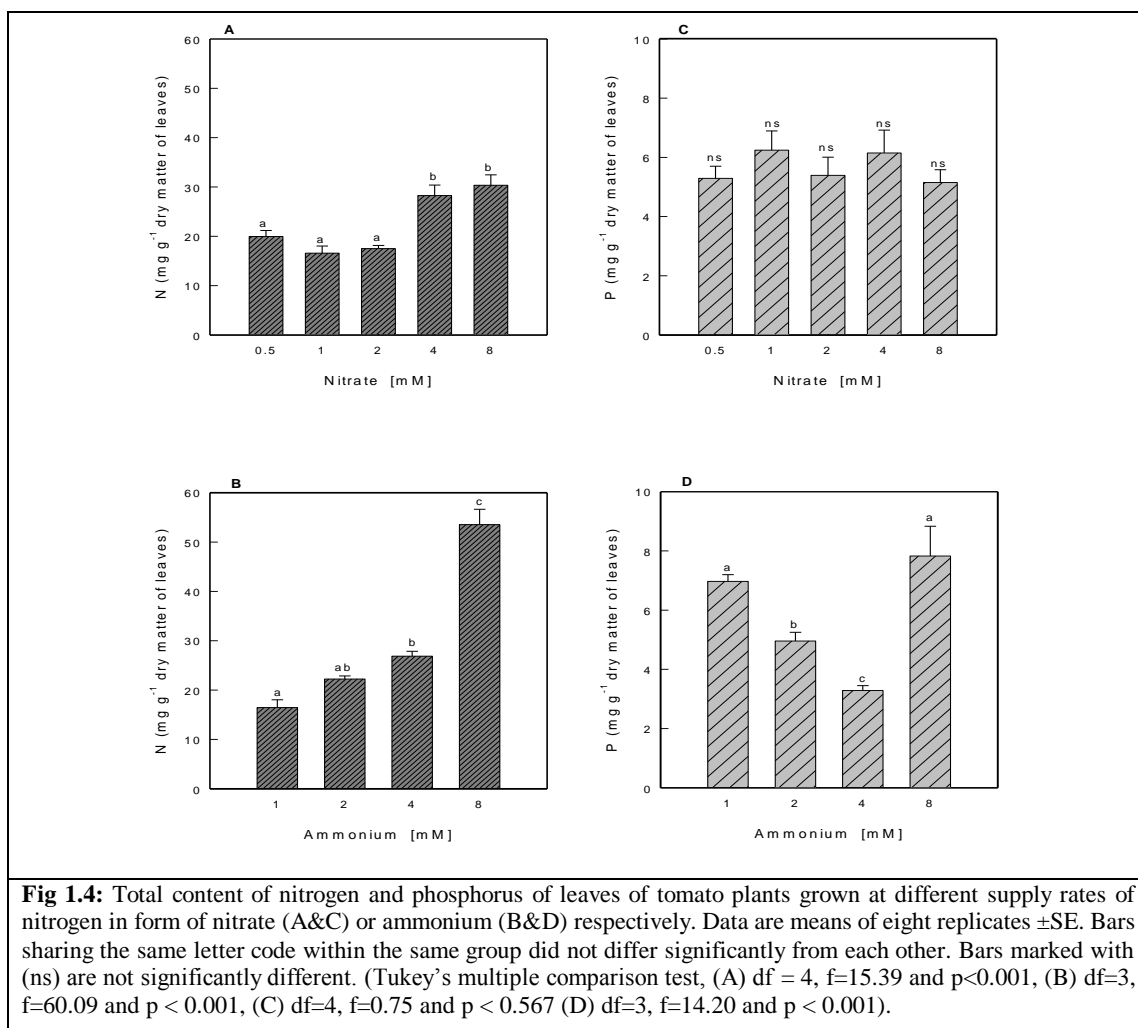 A
60
50
40
30
20
10
0
N (mg g-1 dry matter of leaves)
a
a
a
b
b
0.5 1 2 4 8
Nitrate [mM]
C
10
8
6
4
2
0
P (mg g-1 dry matter of leaves)
ns
ns
ns
ns
ns
0.5 1 2 4 8
Nitrate [mM]
B
60
50
40
30
20
10
0
N (mg g-1 dry matter of leaves)
a
ab
b
c
1 2 4 8
Ammonium [mM]
D
10
8
6
4
2
0
P (mg g-1 dry matter of leaves)
a
b
c
a
1 2 4 8
Ammonium [mM]
Fig 1.4: Total content of nitrogen and phosphorus of leaves of tomato plants grown at different supply rates of
nitrogen in form of nitrate (A&C) or ammonium (B&D) respectively. Data are means of eight replicates ±SE. Bars
sharing the same letter code within the same group did not differ significantly from each other. Bars marked with
(ns) are not significantly different. (Tukey's multiple comparison test, (A) df = 4, f=15.39 and p<0.001, (B) df=3,
f=60.09 and p < 0.001, (C) df=4, f=0.75 and p < 0.567 (D) df=3, f=14.20 and p < 0.001).